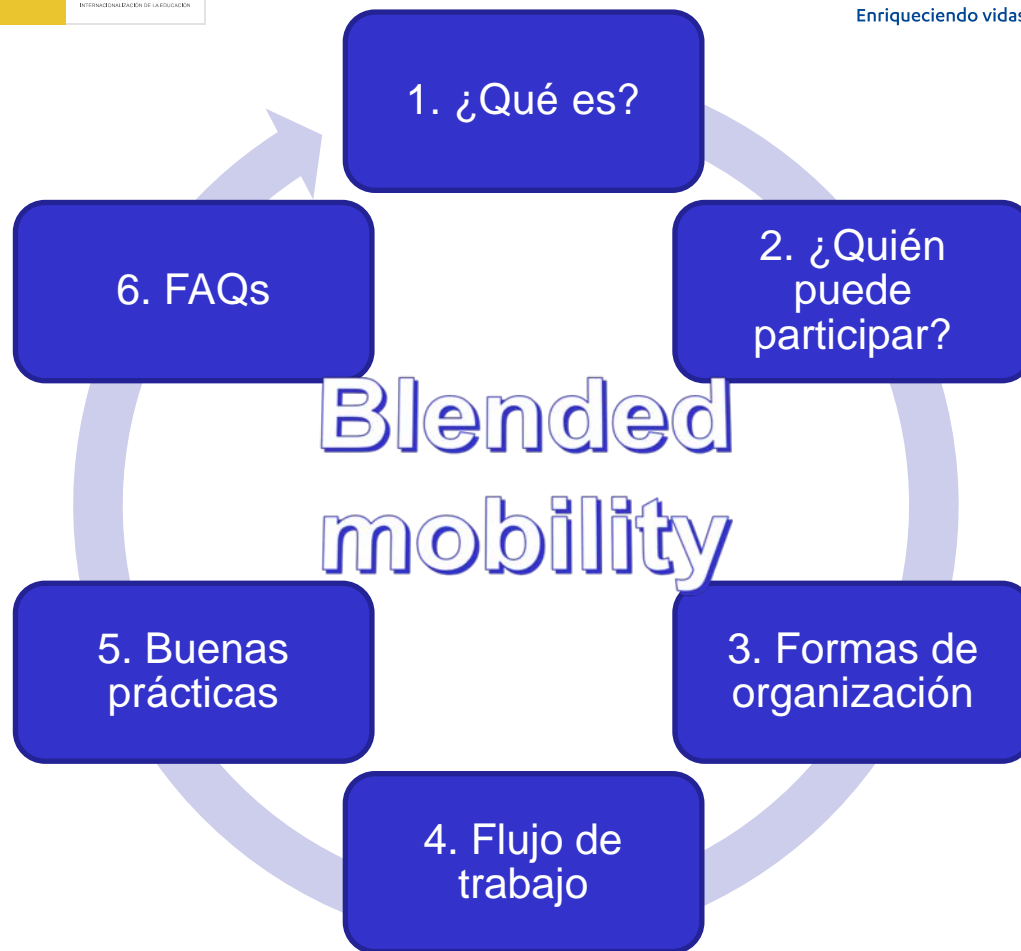 INTERNACIONALIZACIÓN DE LA EDUCACIÓN
Enriqueciendo vidas
1. ¿Qué es?
2. ¿Quién
puede
participar?
3. Formas de
organización
4. Flujo de
trabajo
5. Buenas
prácticas
6. FAQs
Blended
mobility